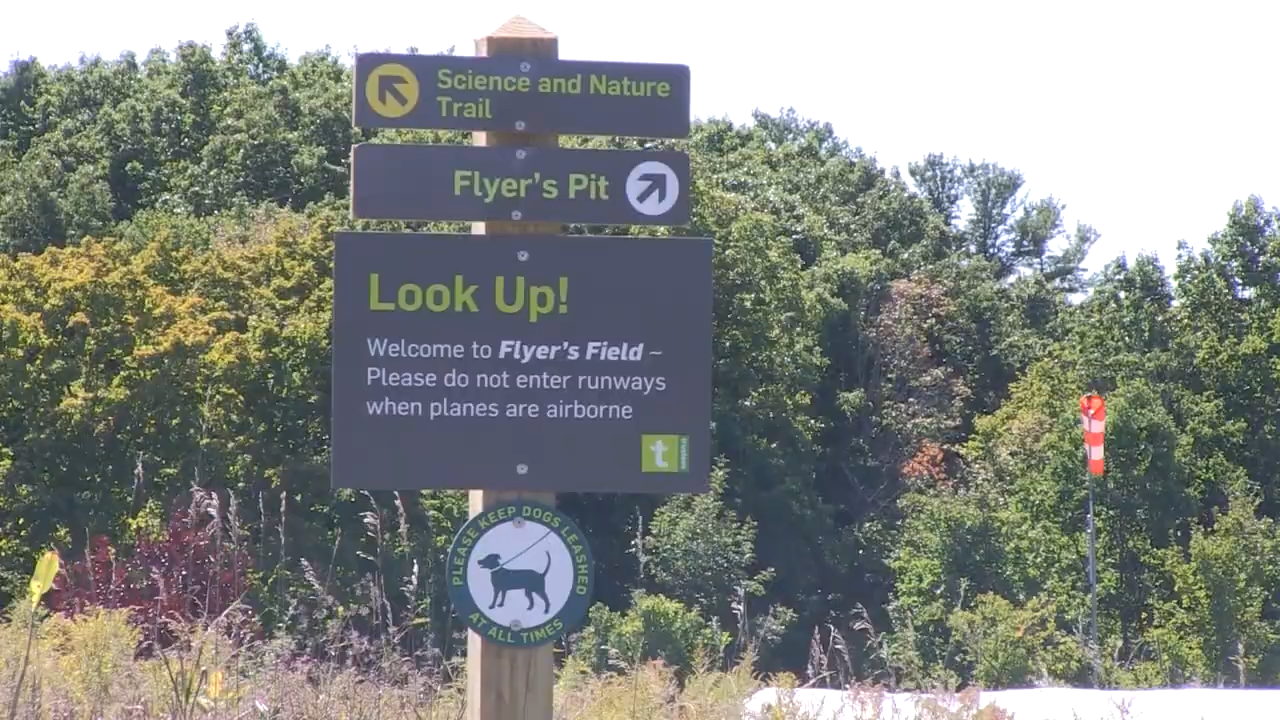 Science and Nature
Trail
Flyer's Pit
Look Up!
Welcome to Flyer's Field ~
Please do not enter runways
when planes are airborne
t
PLEASE KEEP DOGS LEASHED
AT ALL TIMES